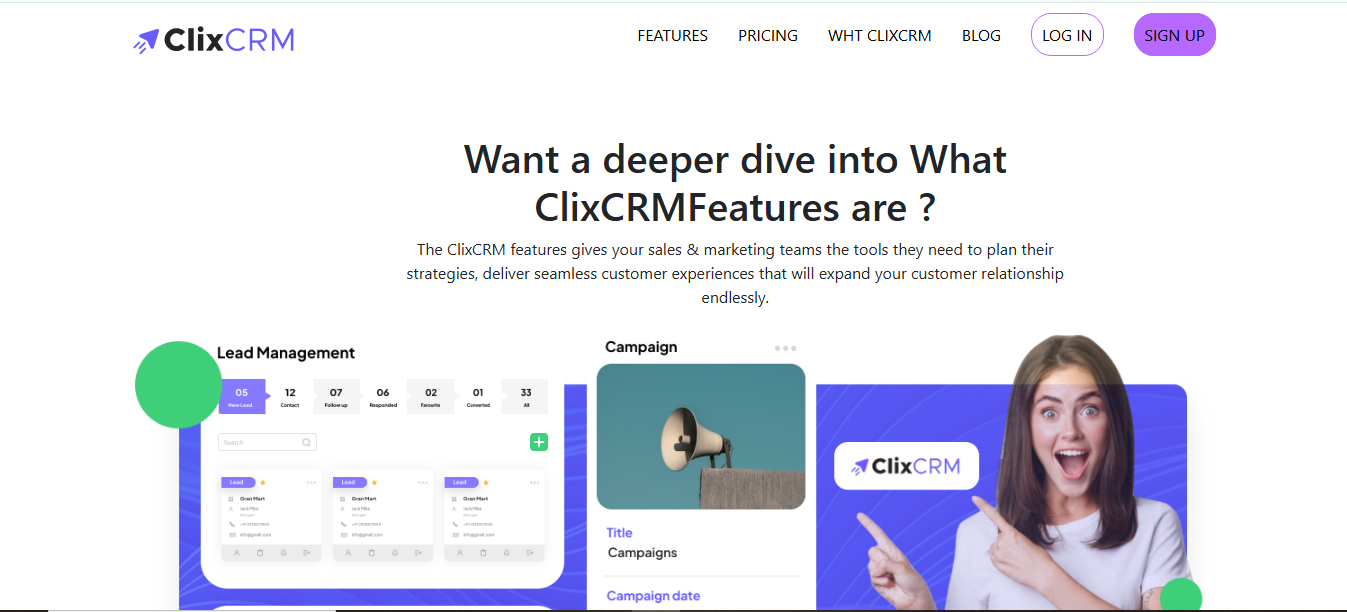 ClixCRM
FEATURES
PRICING
WHT CLIXCRM
BLOG
LOG IN
SIGN UP
Want a deeper dive into What
ClixCRMFeatures are ?
The ClixCRM features gives your sales & marketing teams the tools they need to plan their
strategies, deliver seamless customer experiences that will expand your customer relationship
endlessly.
Lead Management
05
12
07
06
02
01
33
New Lead
Contact
Follow up
Responded
Favourite
Converted
All
Search
Lead
Lead
Lead
Gran Mart
Gran Mart
Gran Mart
Jack Mike
Jack Mike
Jack Mike
Manager
info@gmail.com
info@gmail.com
info@gmail.com
Campaign
Title
Campaigns
Campaign date
ClixCRM